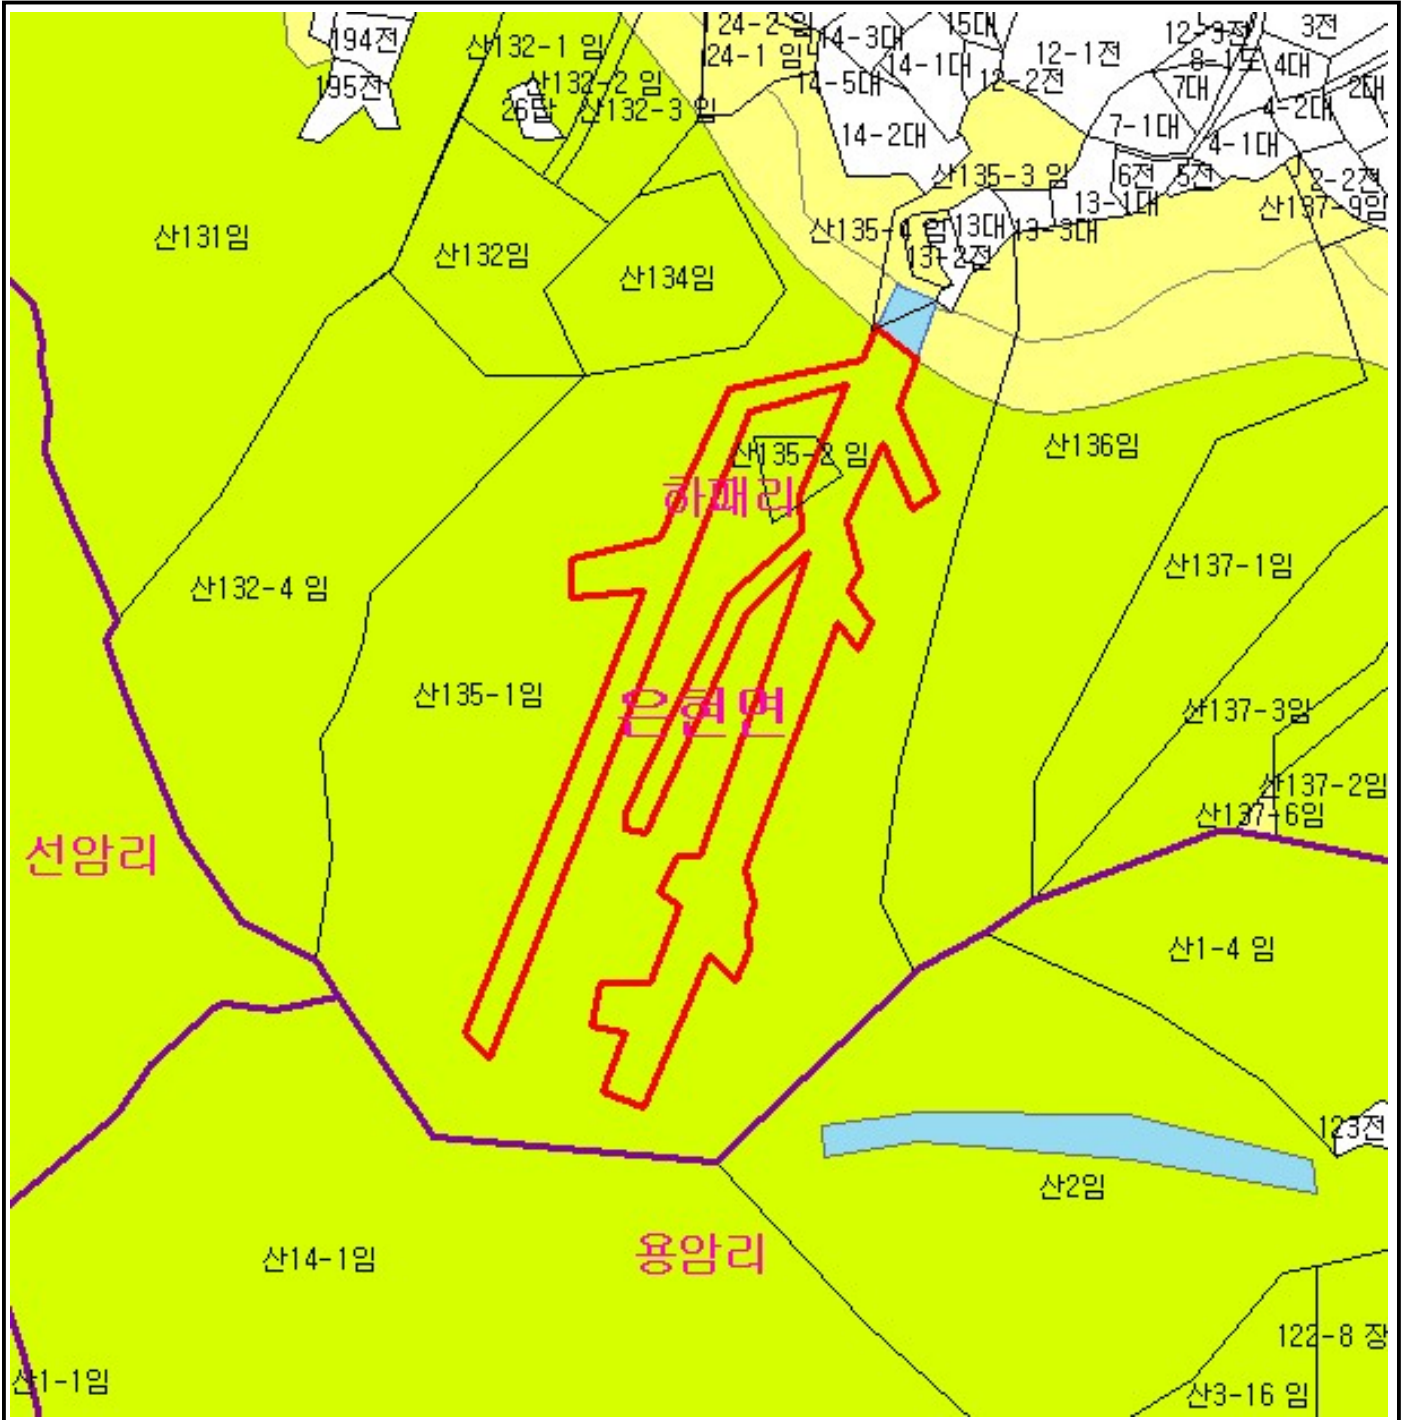 194전
195전
산132-1 임
산132-2 임
26답
산132-3 임
24-2 임
24-1 임
14-3대
15대
14-5대
14-1대
12-2전
12-1전
12-3전
3전
4대
7대
2대
4-2대
7-1대
4-1대
14-2대
산135-3 임
6전
5전
13-1대
2-2전
산137-9임
13대
13-3대
13-2전
산131임
산132임
산134임
산135-2 임
산136임
하패리
산137-1임
산132-4 임
산135-1임
은현면
산137-3임
산137-2임
산137-6임
선암리
산1-4 임
123전
산2임
산14-1임
용암리
122-8 장
산1-1임
산3-16 임